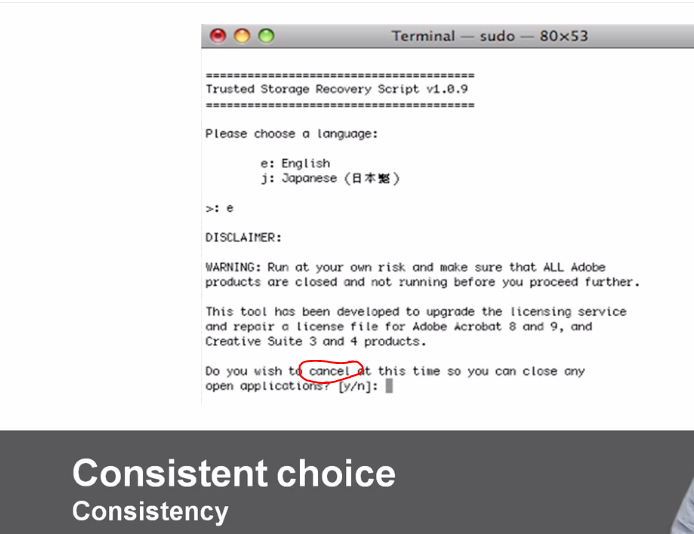 Terminal — sudo — 80×53
========================================
Trusted Storage Recovery Script v1.0.9
========================================
Please choose a language:
e: English
j: Japanese (日本
>: e
DISCLAIMER:
WARNING: Run at your own risk and make sure that ALL Adobe
products are closed and not running before you proceed further.
This tool has been developed to upgrade the licensing service
and repair a license file for Adobe Acrobat 8 and 9, and
Creative Suite 3 and 4 products.
Do you wish to cancel at this time so you can close any
open applications? [y/n]:
Consistent choice
Consistency